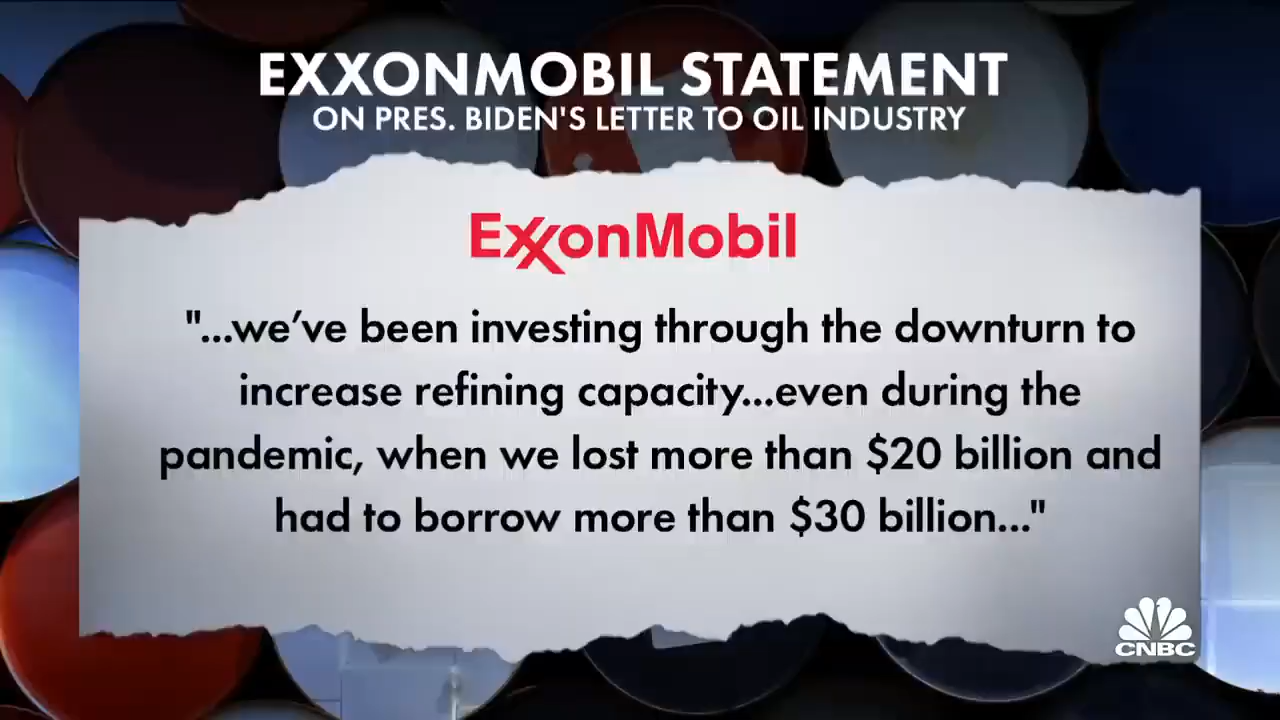 EXXONMOBIL STATEMENT
ON PRES. BIDEN'S LETTER TO OIL INDUSTRY
ExxonMobil
"...we’ve been investing through the downturn to
increase refining capacity...even during the
pandemic, when we lost more than $20 billion and
had to borrow more than $30 billion..."
CNBC